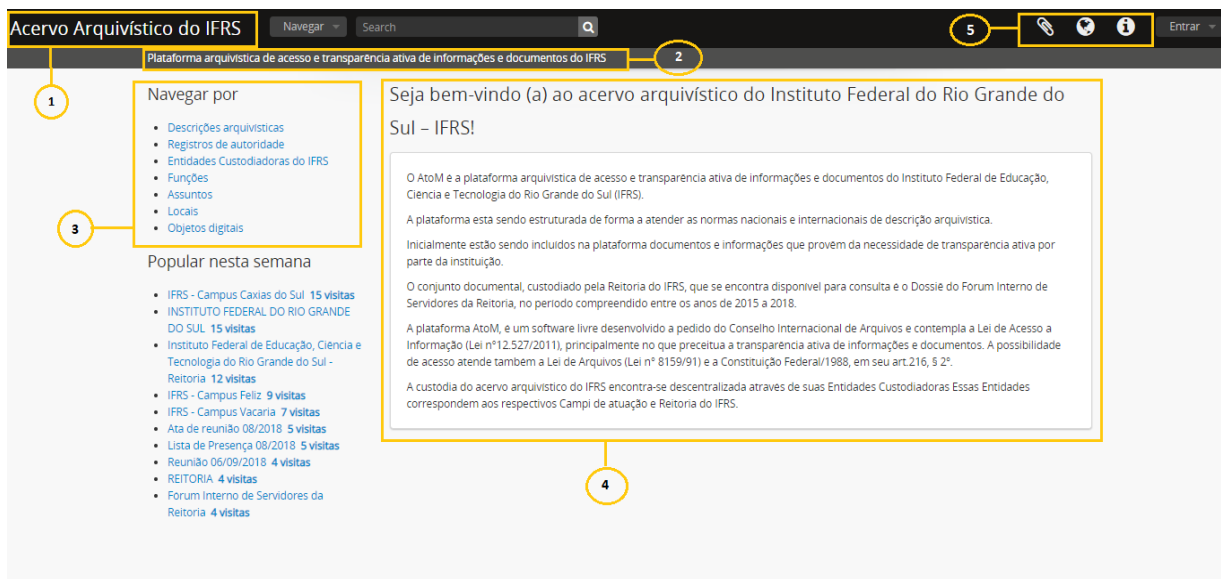 Acervo Arquivístico do IFRS
Navegar
Search
5
Entrar
Plataforma arquivística de acesso e transparência ativa de informações e documentos do IFRS
2
1
Navegar por
Descrições arquivísticas
Registros de autoridade
Entidades Custodiadoras do IFRS
Funções
Assuntos
Locais
Objetos digitais
3
Popular nesta semana
IFRS - Campus Caxias do Sul 15 visitas
INSTITUTO FEDERAL DO RIO GRANDE
DO SUL 15 visitas
Instituto Federal de Educação, Ciência e
Tecnologia do Rio Grande do Sul -
Reitoria 12 visitas
IFRS - Campus Feliz 9 visitas
IFRS - Campus Vacaria 7 visitas
Ata de reunião 08/2018 5 visitas
Lista de Presença 08/2018 5 visitas
Reunião 06/09/2018 4 visitas
REITORIA 4 visitas
Forum Interno de Servidores da
Reitoria 4 visitas
Seja bem-vindo (a) ao acervo arquivístico do Instituto Federal do Rio Grande do
Sul – IFRS!
O AtoM é a plataforma arquivística de acesso e transparência ativa de informações e documentos do Instituto Federal de Educação,
Ciência e Tecnologia do Rio Grande do Sul (IFRS).
A plataforma está sendo estruturada de forma a atender as normas nacionais e internacionais de descrição arquivística.
Inicialmente estão sendo incluídos na plataforma documentos e informações que provêm da necessidade de transparência ativa por
parte da instituição.
O conjunto documental, custodiado pela Reitoria do IFRS, que se encontra disponível para consulta é o Dossiê do Forum Interno de
Servidores da Reitoria, no período compreendido entre os anos de 2015 a 2018.
A plataforma AtoM, é um software livre desenvolvido a pedido do Conselho Internacional de Arquivos e contempla a Lei de Acesso a
Informação (Lei nº12.527/2011), principalmente no que preceitua a transparência ativa de informações e documentos. A possibilidade
de acesso atende também a Lei de Arquivos (Lei nº 8159/91) e a Constituição Federal/1988, em seu art.216, § 2º.
A custódia do acervo arquivístico do IFRS encontra-se descentralizada através de suas Entidades Custodiadoras Essas Entidades
correspondem aos respectivos Campi de atuação e Reitoria do IFRS.
4